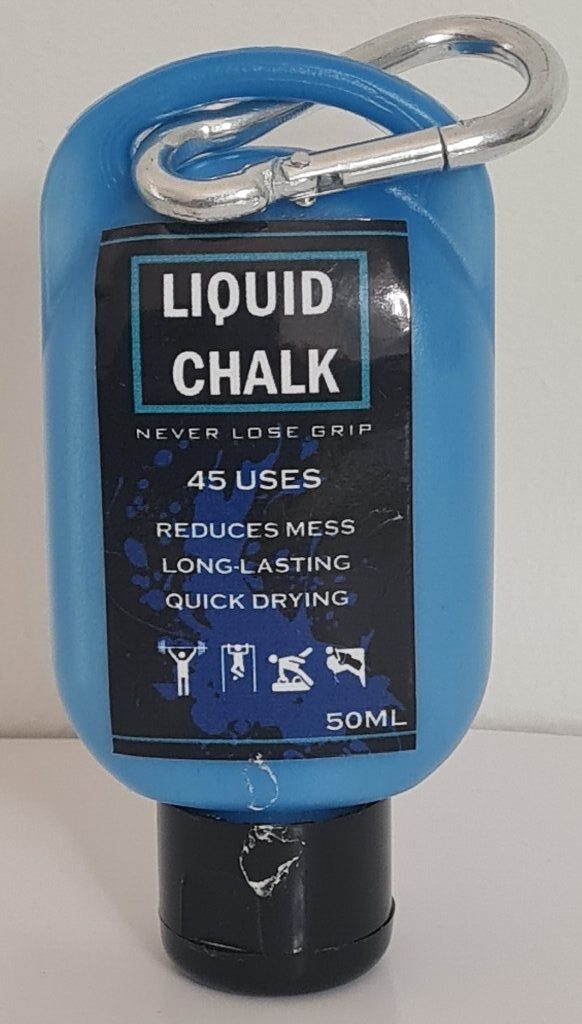 LIQUID
CHALK
NEVER LOSE GRIP
45 USES
REDUCES MESS
LONG-LASTING
QUICK DRYING
50ML